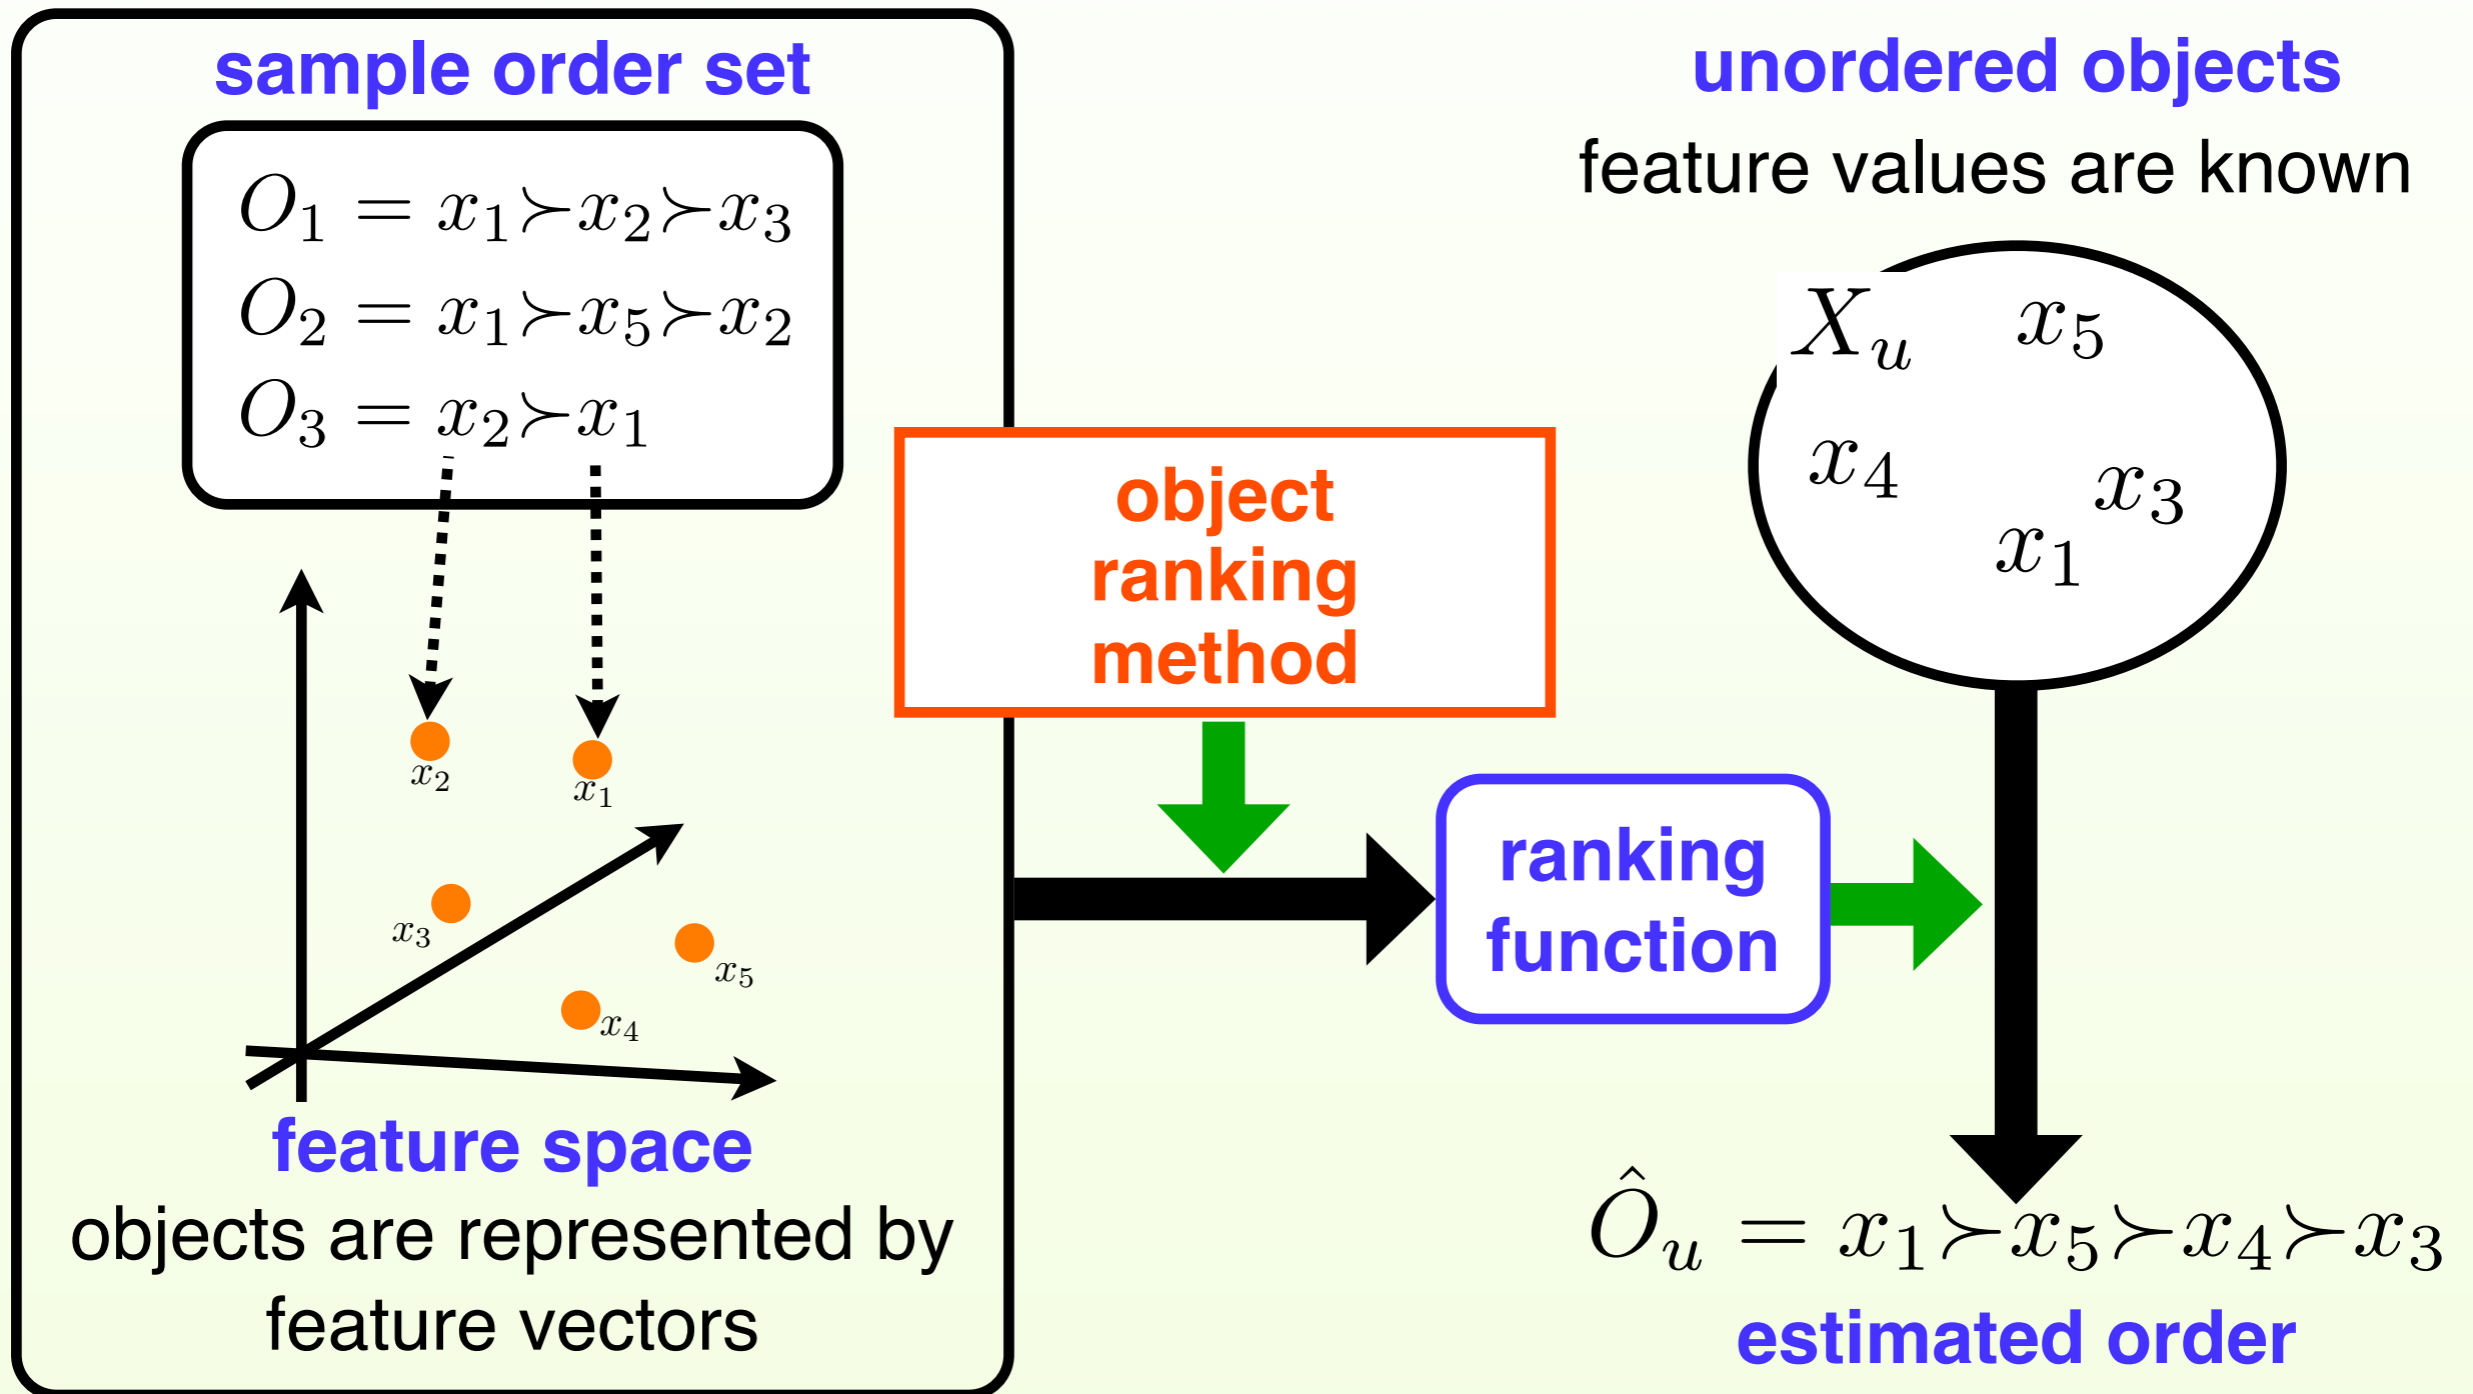 sample order set
O₁ = x₁≻x₂≻x₃
O₂ = x₁≻x₅≻x₂
O₃ = x₂≻x₁
x₂
x₁
x₃
x₅
x₄
feature space
objects are represented by
feature vectors
object
ranking
method
ranking
function
unordered objects
feature values are known
Xᵤ x₅
x₄ x₃
x₁
Ôᵤ = x₁≻x₅≻x₄≻x₃
estimated order